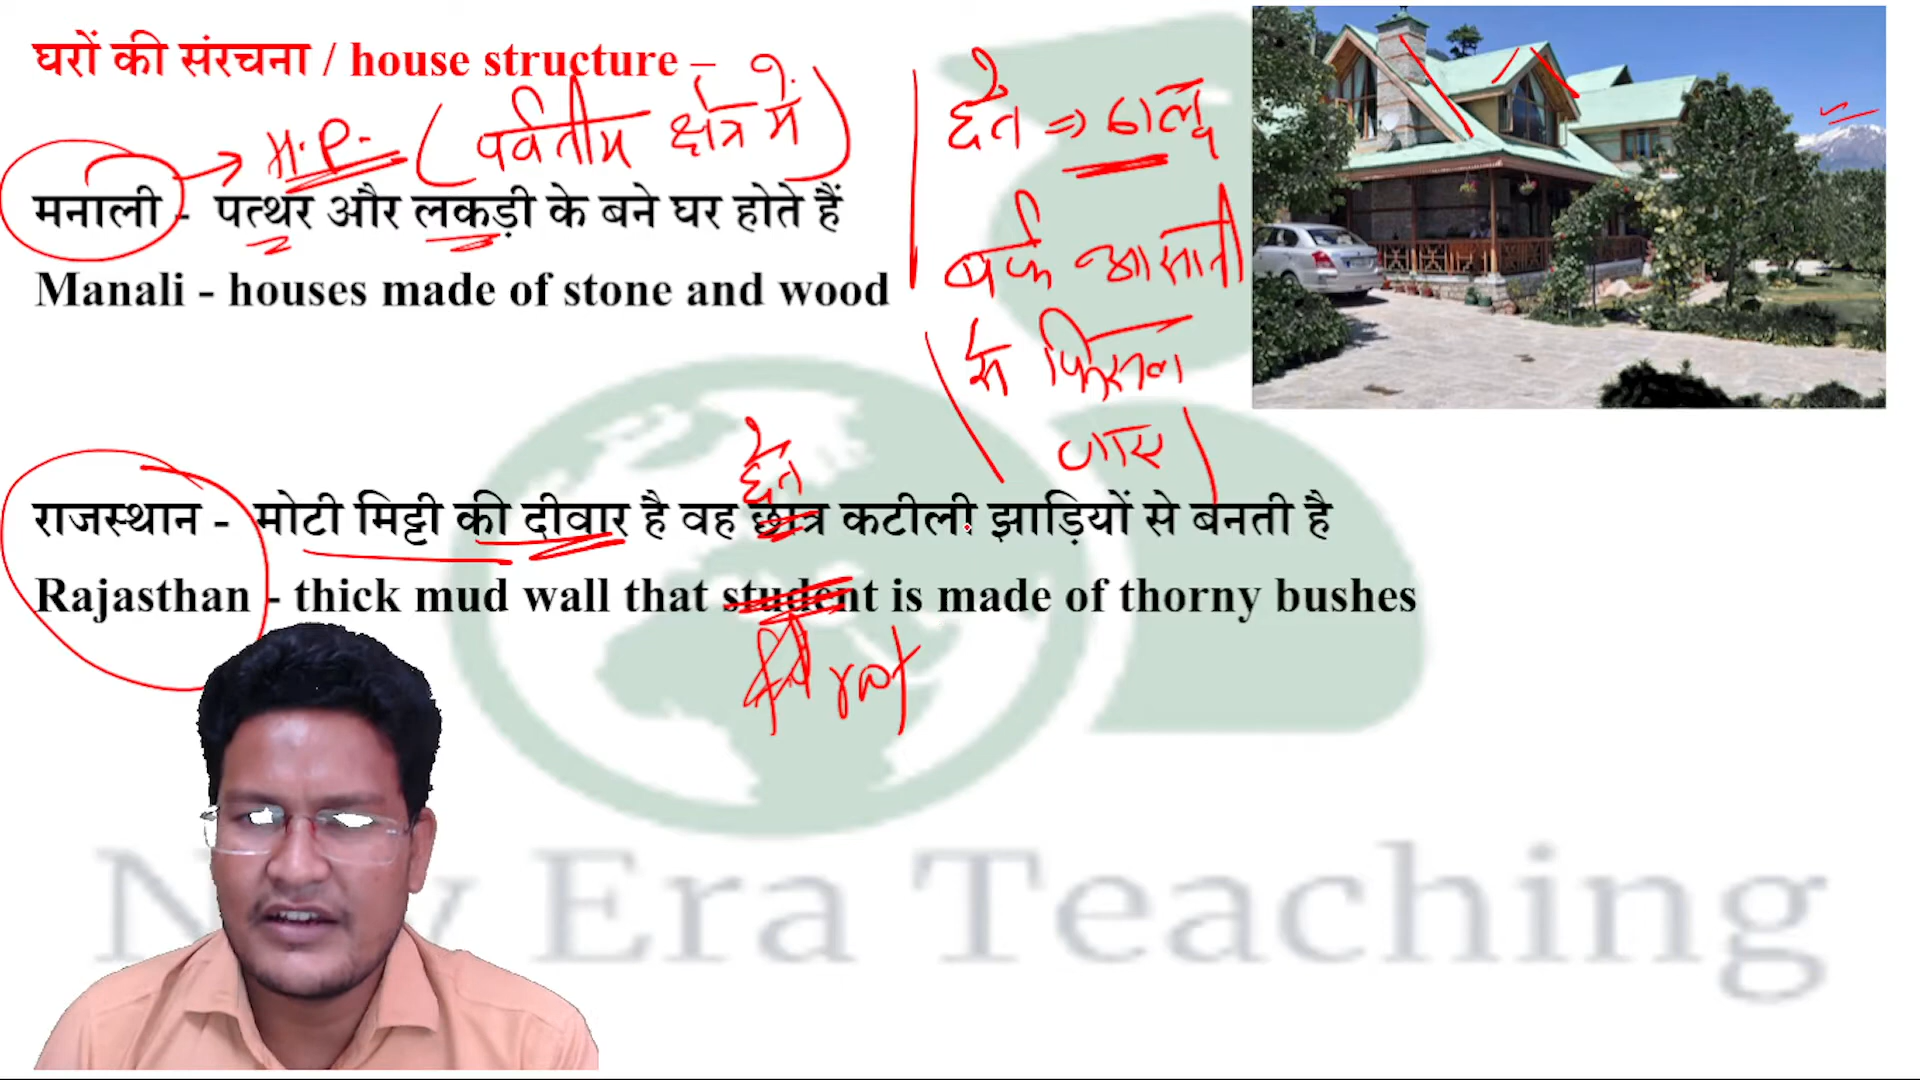 घरों की संरचना / house structure –
H.P. ( पर्वतीय क्षेत्र में )
मनाली - पत्थर और लकड़ी के बने घर होते हैं
Manali - houses made of stone and wood
छत ⇒ ढालू
बर्फ आसानी
से फिसल
जाए
छत
राजस्थान - मोटी मिट्टी की दीवार है वह छात्र कटीली झाड़ियों से बनती है
Rajasthan - thick mud wall that student is made of thorny bushes
Era Teaching